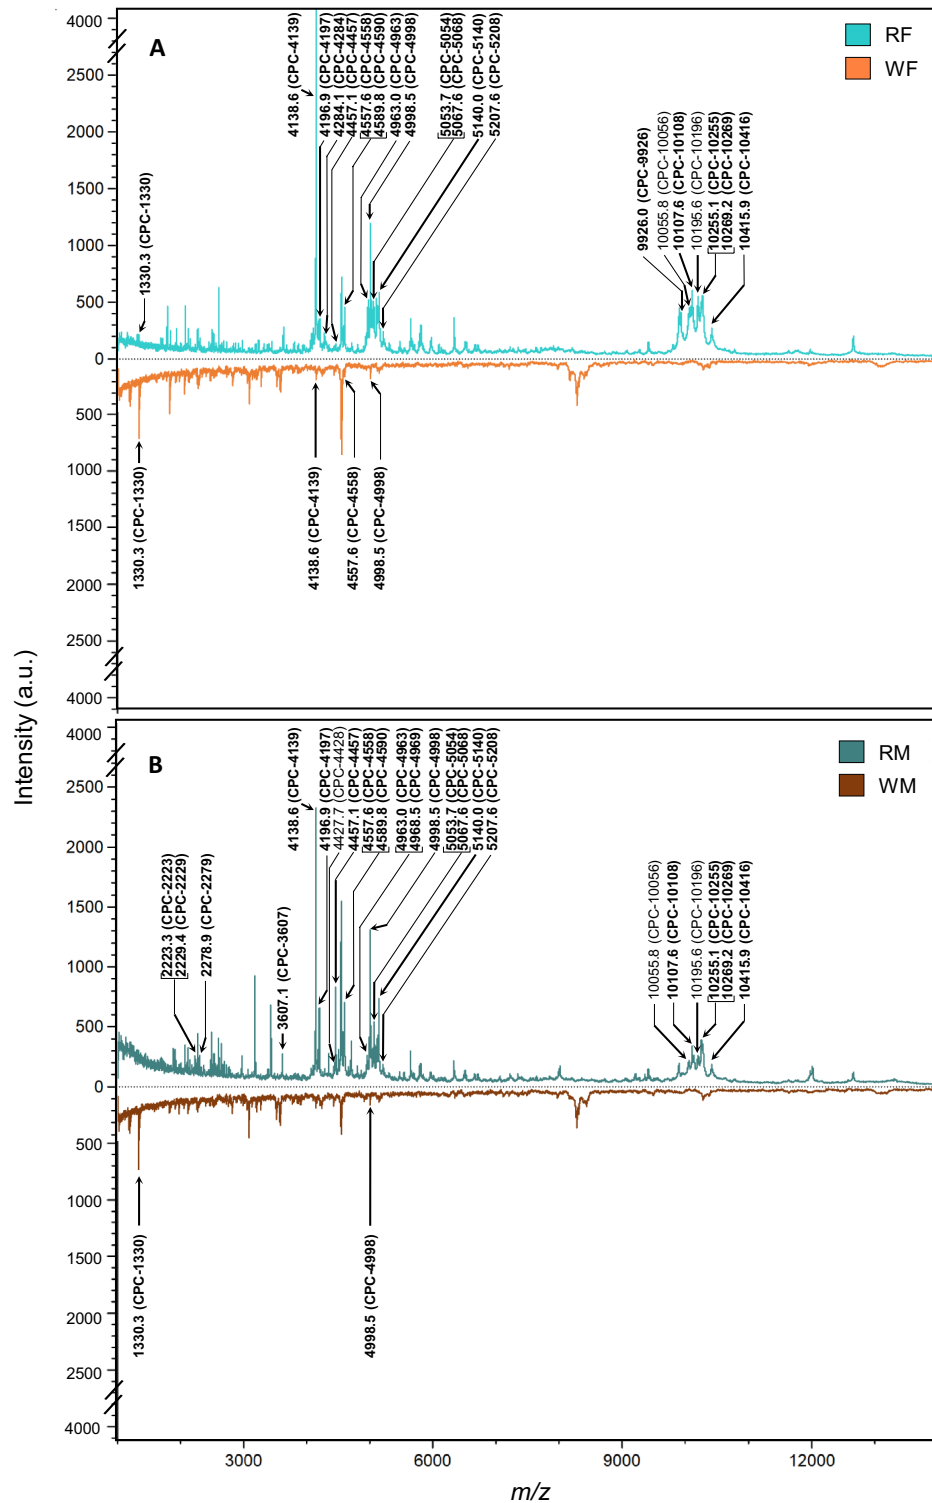 A
RF
WF
4000
2500
2000
1500
1000
500
0
500
1000
1500
2000
2500
4000
1330.3 (CPC-1330)
4138.6 (CPC-4139)
4196.9 (CPC-4197)
4284.1 (CPC-4284)
4457.1 (CPC-4457)
4557.6 (CPC-4558)
4589.8 (CPC-4590)
4963.0 (CPC-4963)
4998.5 (CPC-4998)
5053.7 (CPC-5054)
5067.6 (CPC-5068)
5140.0 (CPC-5140)
5207.6 (CPC-5208)
9926.0 (CPC-9926)
10055.8 (CPC-10056)
10107.6 (CPC-10108)
10195.6 (CPC-10196)
10255.1 (CPC-10255)
10269.2 (CPC-10269)
10415.9 (CPC-10416)
1330.3 (CPC-1330)
4138.6 (CPC-4139)
4557.6 (CPC-4558)
4998.5 (CPC-4998)
Intensity (a.u.)
B
RM
WM
4000
2500
2000
1500
1000
500
0
500
1000
1500
2000
2500
4000
2223.3 (CPC-2223)
2229.4 (CPC-2229)
2278.9 (CPC-2279)
3607.1 (CPC-3607)
4138.6 (CPC-4139)
4196.9 (CPC-4197)
4427.7 (CPC-4428)
4457.1 (CPC-4457)
4557.6 (CPC-4558)
4589.8 (CPC-4590)
4963.0 (CPC-4963)
4968.5 (CPC-4969)
4998.5 (CPC-4998)
5053.7 (CPC-5054)
5067.6 (CPC-5068)
5140.0 (CPC-5140)
5207.6 (CPC-5208)
10055.8 (CPC-10056)
10107.6 (CPC-10108)
10195.6 (CPC-10196)
10255.1 (CPC-10255)
10269.2 (CPC-10269)
10415.9 (CPC-10416)
1330.3 (CPC-1330)
4998.5 (CPC-4998)
3000
6000
9000
12000
m/z